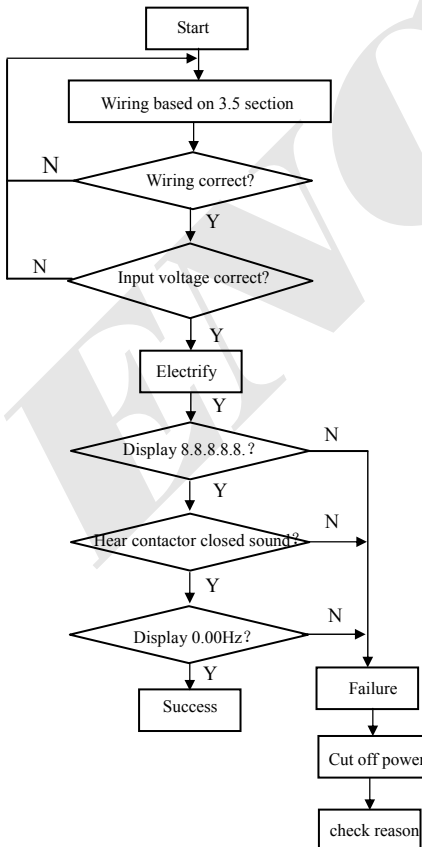 Start
Wiring based on 3.5 section
N
Wiring correct?
Y
N
Input voltage correct?
Y
Electrify
Y
N
Display 8.8.8.8.8.?
Y
Hear contactor closed sound?
N
Y
N
Display 0.00Hz?
Y
Success
Failure
Cut off power
check reason